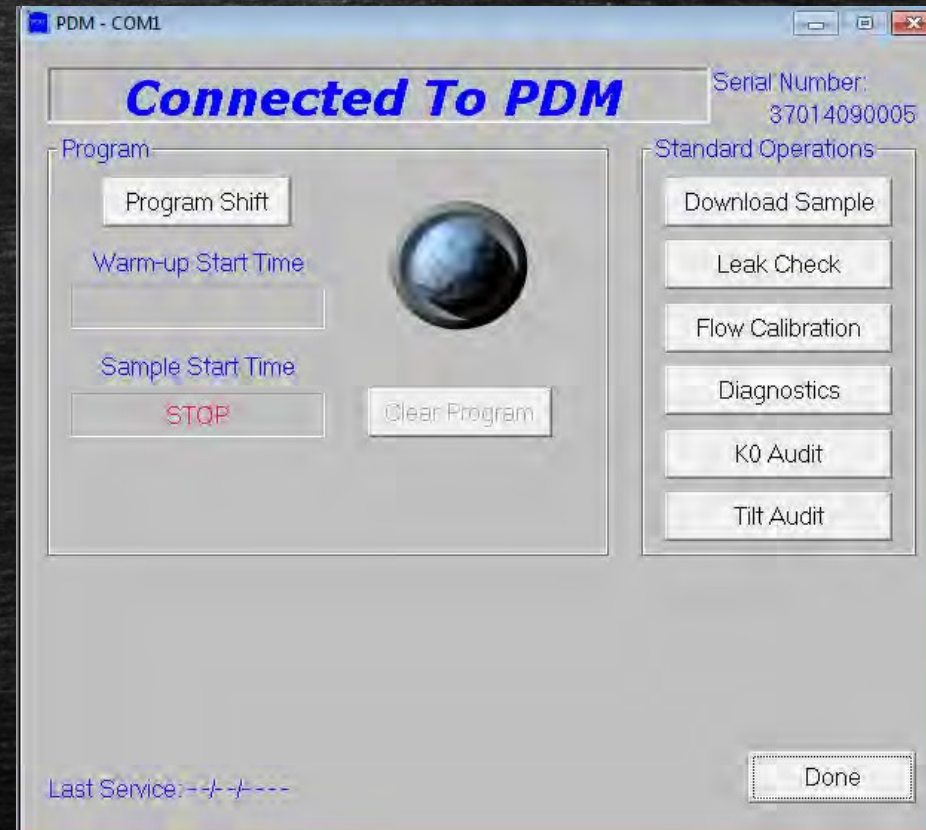 PDM - COM1
Connected To PDM
Serial Number:
37014090005
Program
Program Shift
Warm-up Start Time
Sample Start Time
STOP
Clear Program
Standard Operations
Download Sample
Leak Check
Flow Calibration
Diagnostics
K0 Audit
Tilt Audit
Last Service: --/--/----
Done